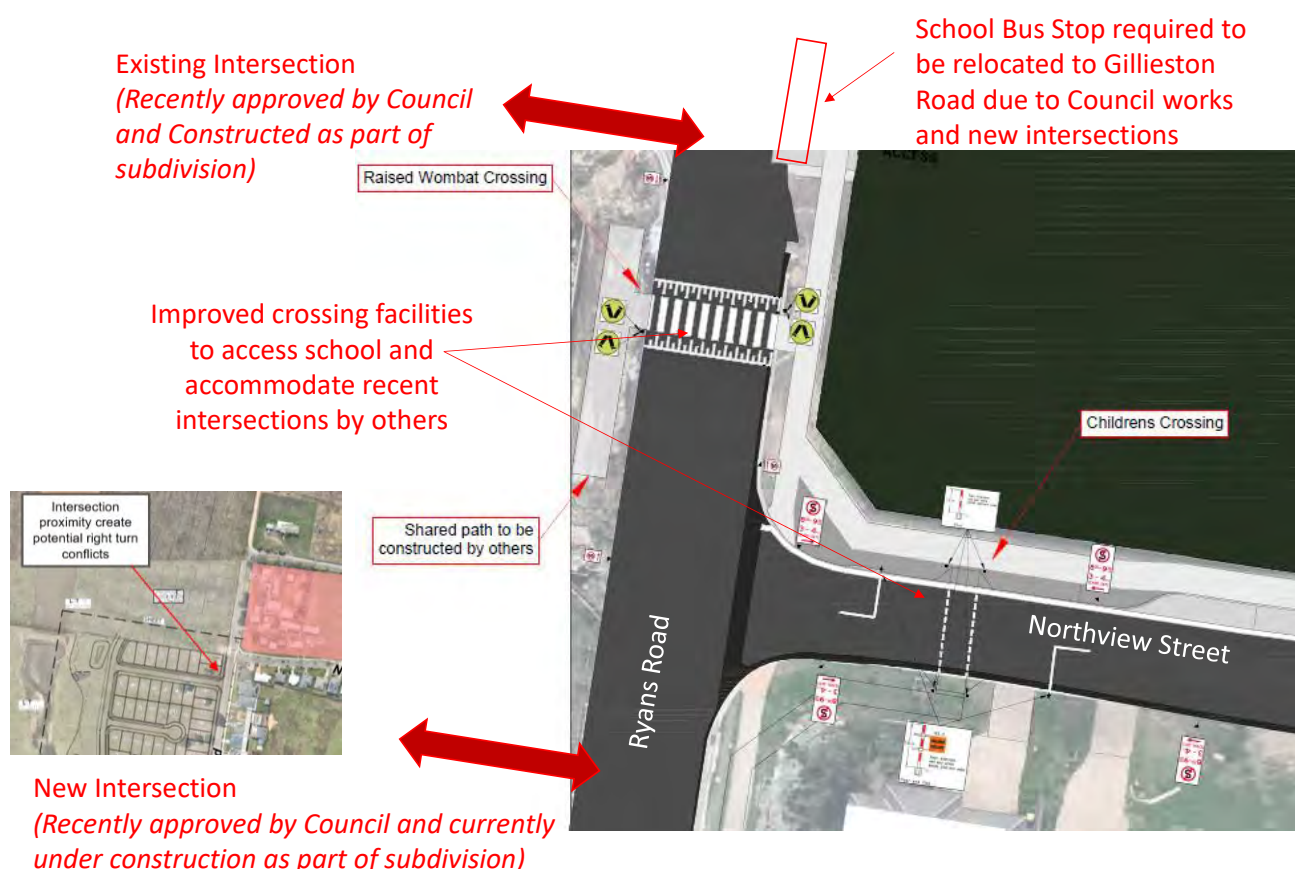 School Bus Stop required to
be relocated to Gillieston
Road due to Council works
and new intersections
Existing Intersection
(Recently approved by Council
and Constructed as part of
subdivision)
ACCESS
Raised Wombat Crossing
Improved crossing facilities
to access school and
accommodate recent
intersections by others
Childrens Crossing
Intersection
proximity create
potential right turn
conflicts
Shared path to be
constructed by others
Northview Street
Ryans Road
New Intersection
(Recently approved by Council and currently
under construction as part of subdivision)